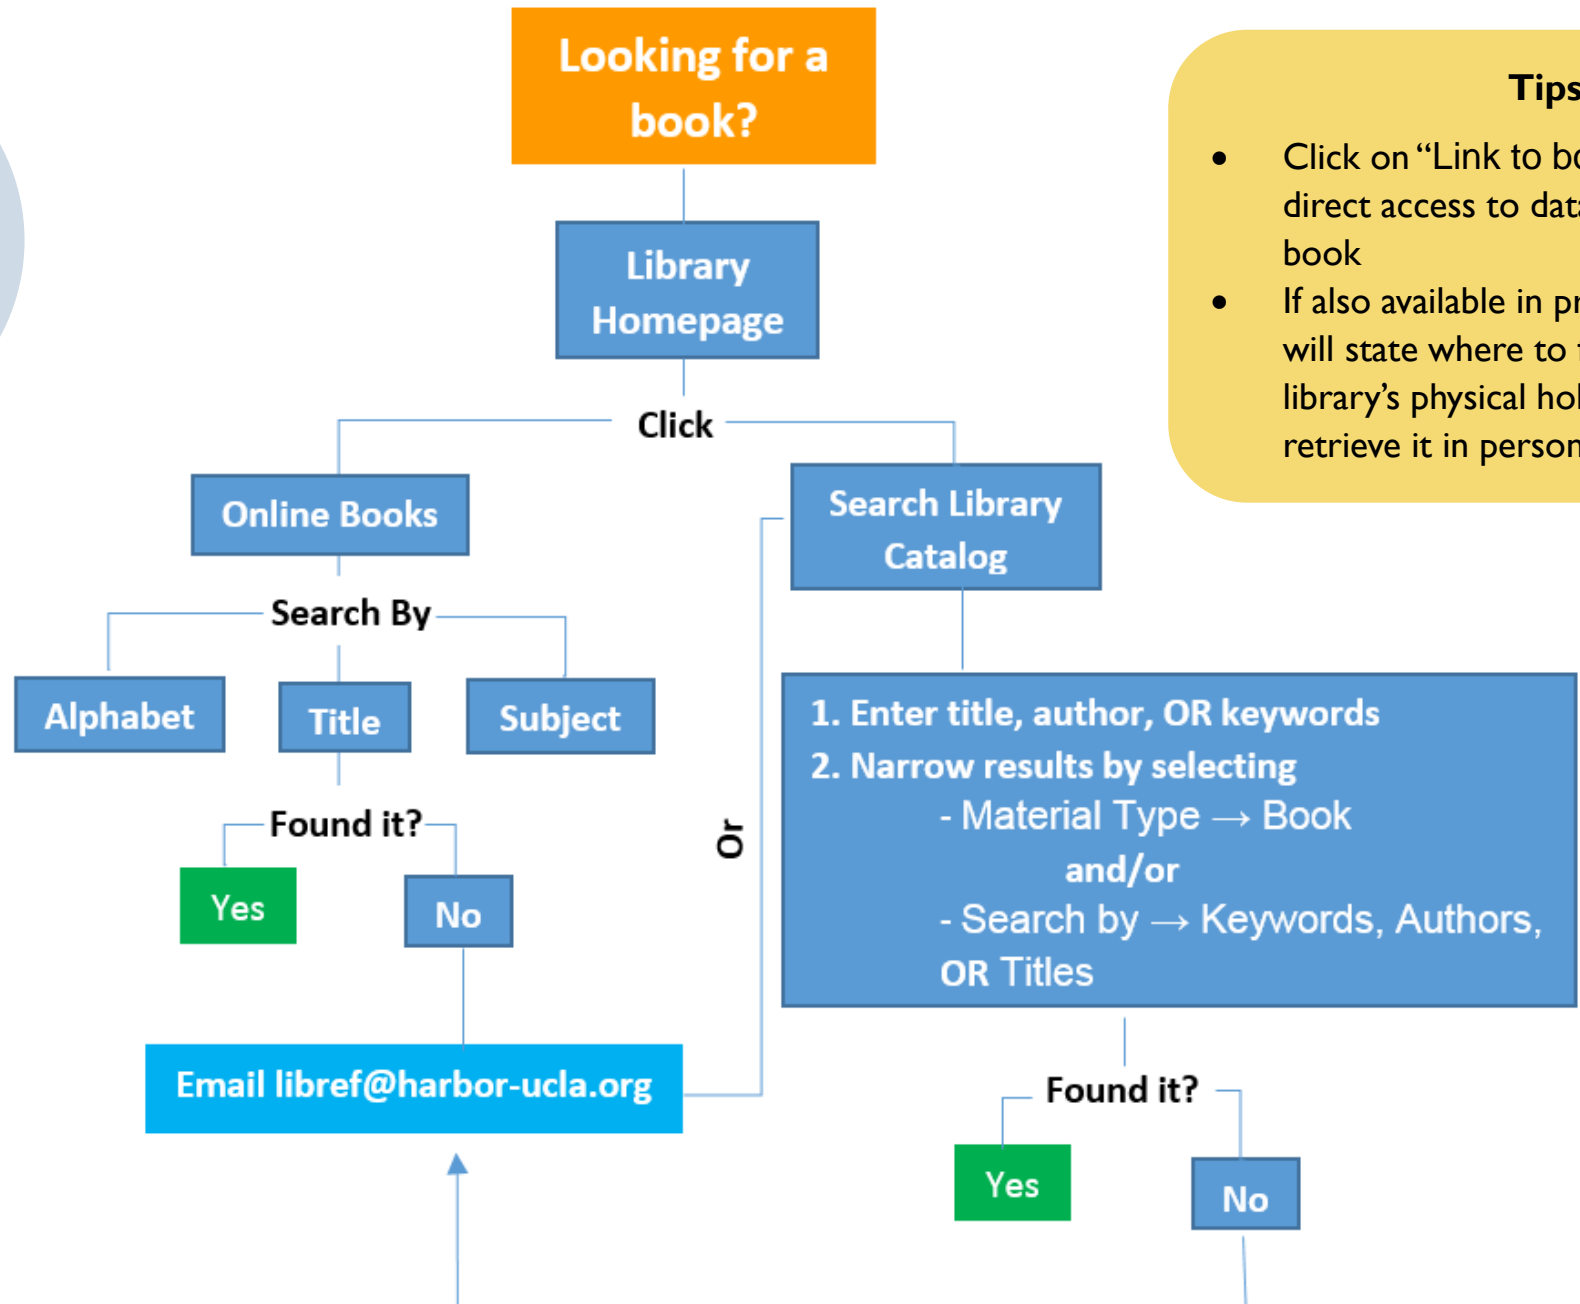 Looking for a
book?
Library
Homepage
Click
Online Books
Search By
Alphabet
Title
Subject
Found it?
Yes
No
Email libref@harbor-ucla.org
Or
Search Library
Catalog
1. Enter title, author, OR keywords
2. Narrow results by selecting
- Material Type → Book
and/or
- Search by → Keywords, Authors,
OR Titles
Found it?
Yes
No
Tips
• Click on “Link to
direct access to
book
• If also available in
will state where to
library’s physical
retrieve it in person